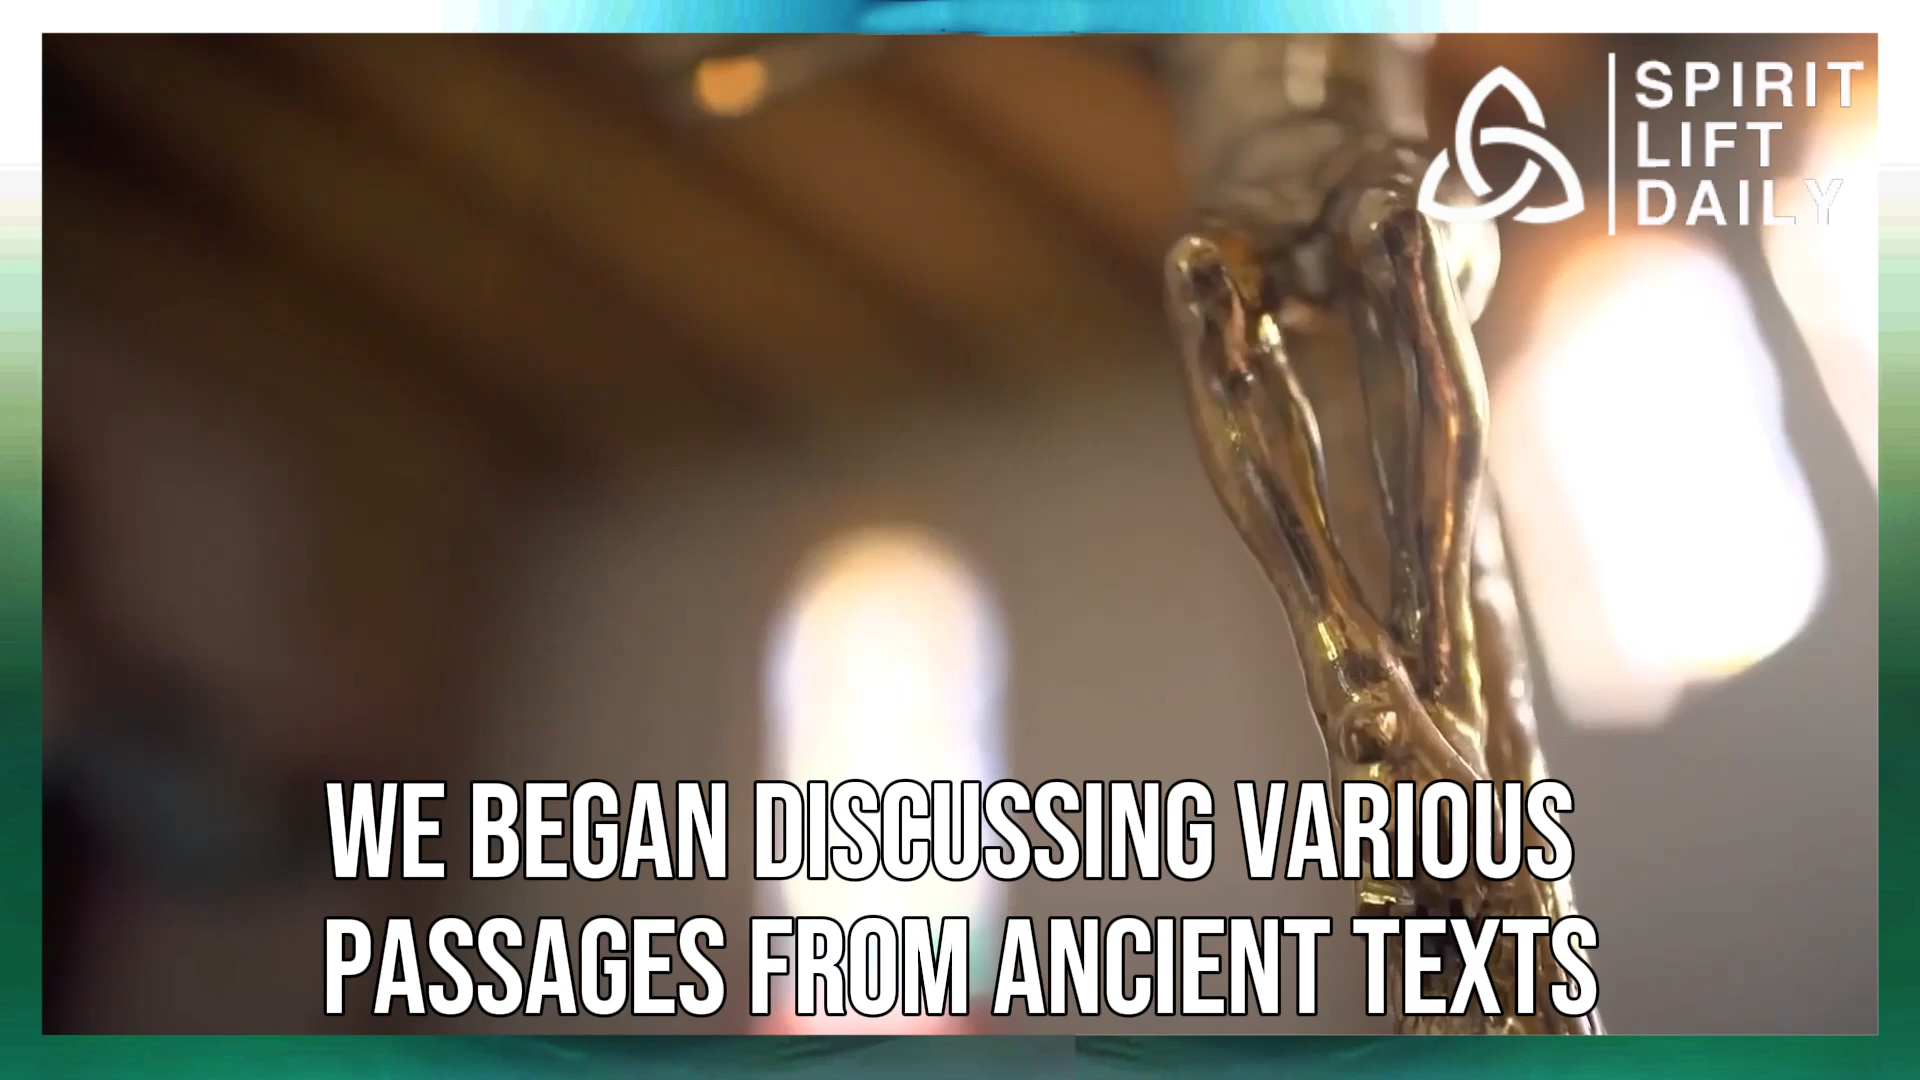 SPIRIT
LIFT
DAILY
WE BEGAN DISCUSSING VARIOUS
PASSAGES FROM ANCIENT TEXTS